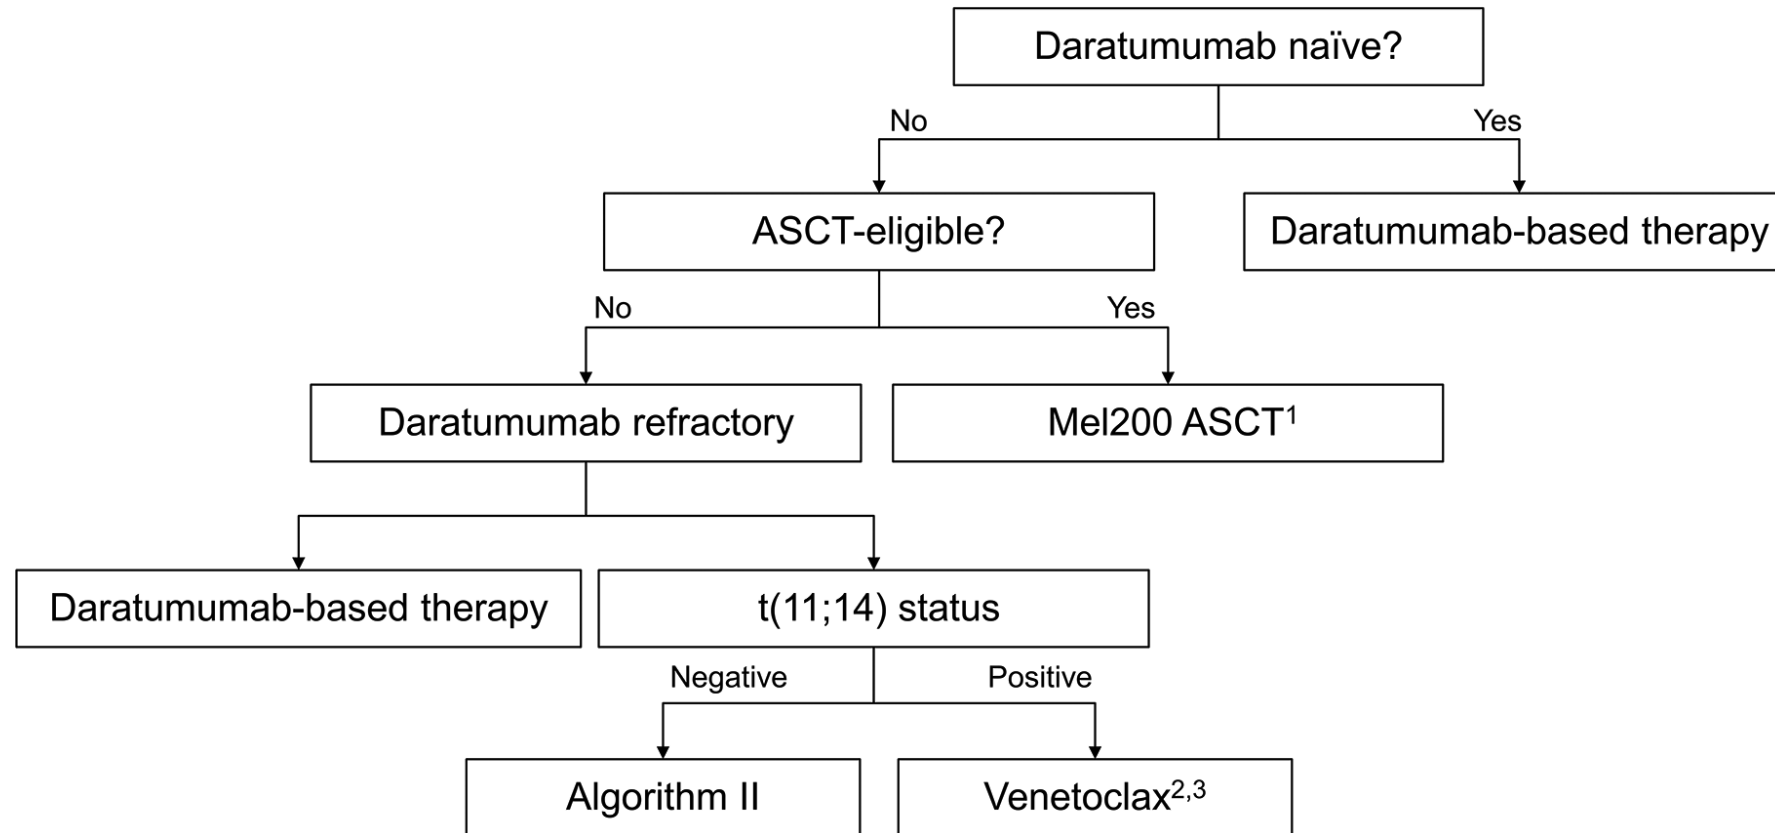 Daratumumab naïve?
No
Yes
ASCT-eligible?
Daratumumab-based therapy
No
Yes
Daratumumab refractory
Mel200 ASCT¹
Daratumumab-based therapy
t(11;14) status
Negative
Positive
Algorithm II
Venetoclax²,³